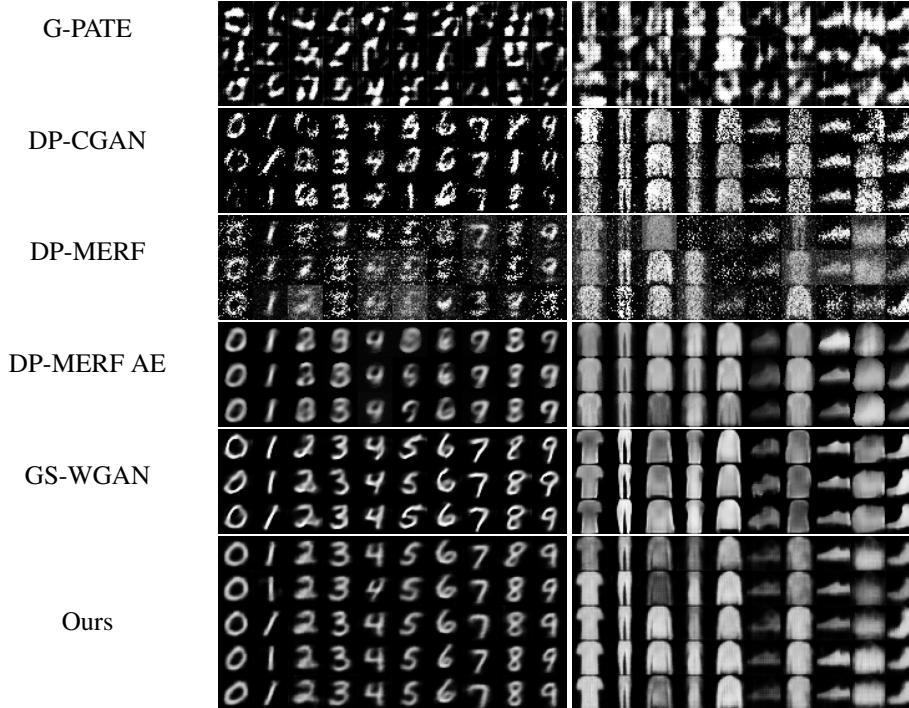 G-PATE
DP-CGAN
DP-MERF
DP-MERF AE
GS-WGAN
Ours